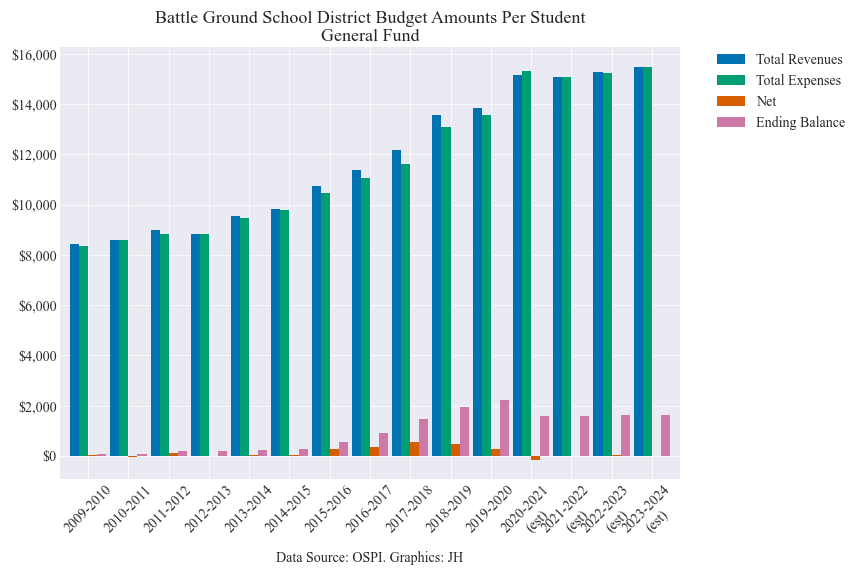 Battle Ground School District Budget Amounts Per Student
General Fund
$16,000
$14,000
$12,000
$10,000
$8,000
$6,000
$4,000
$2,000
$0
2009-2010
2010-2011
2011-2012
2012-2013
2013-2014
2014-2015
2015-2016
2016-2017
2017-2018
2018-2019
2019-2020
2020-2021
(est)
2021-2022
(est)
2022-2023
(est)
2023-2024
(est)
Total Revenues
Total Expenses
Net
Ending Balance
Data Source: OSPI. Graphics: JH